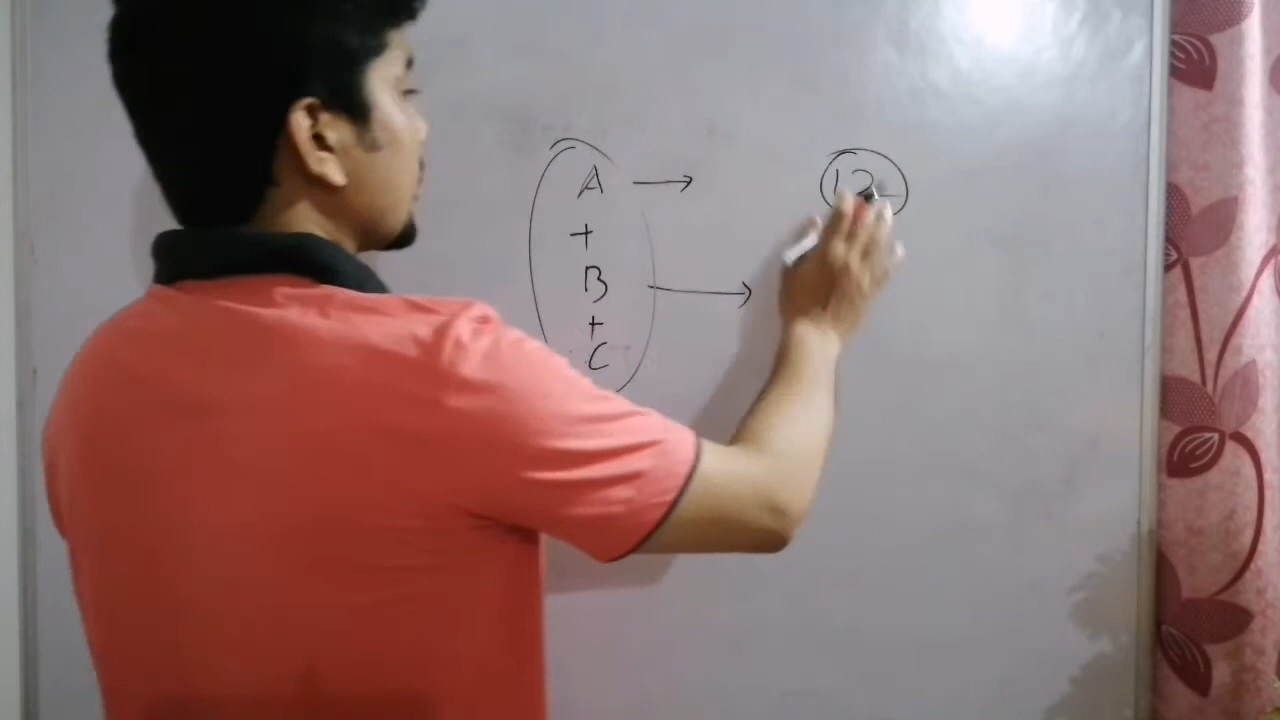 A → 12
+
B →
+
C